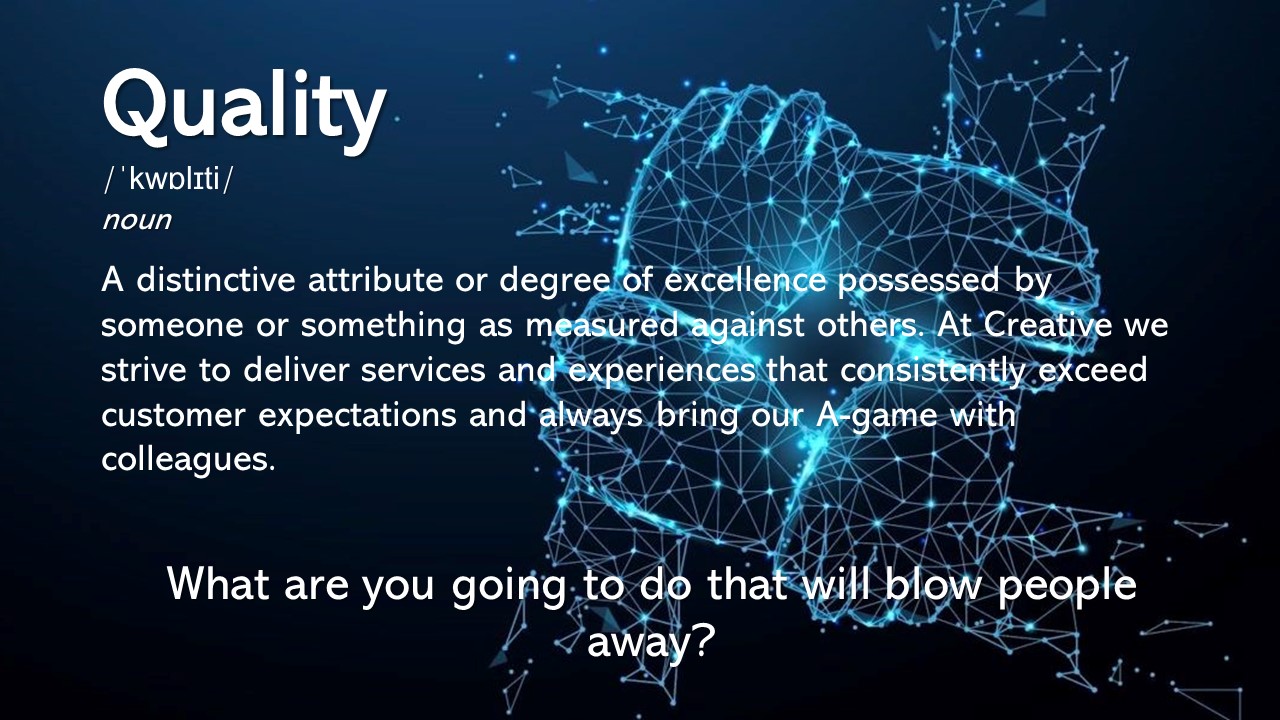 Quality
/ˈkwɒlɪti/
noun
A distinctive attribute or degree of excellence possessed by
someone or something as measured against others. At Creative we
strive to deliver services and experiences that consistently exceed
customer expectations and always bring our A-game with
colleagues.
What are you going to do that will blow people
away?